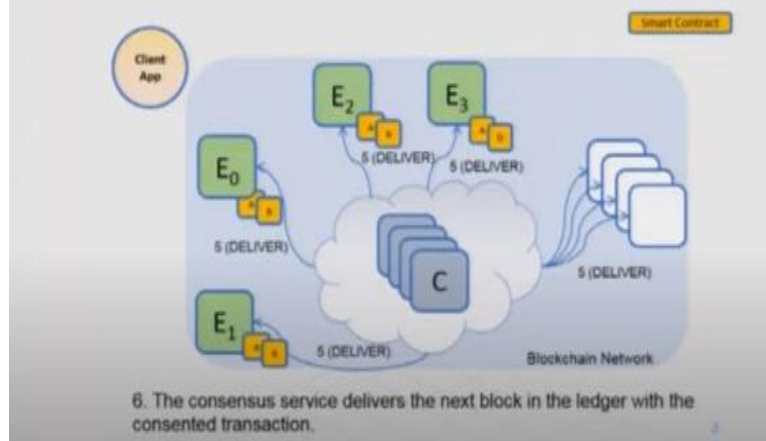 Smart Contract
Client
App
E2
E3
A
B
A
B
5 (DELIVER)
5 (DELIVER)
E0
A
B
5 (DELIVER)
C
5 (DELIVER)
E1
A
B
5 (DELIVER)
Blockchain Network
6. The consensus service delivers the next block in the ledger with the
consented transaction.